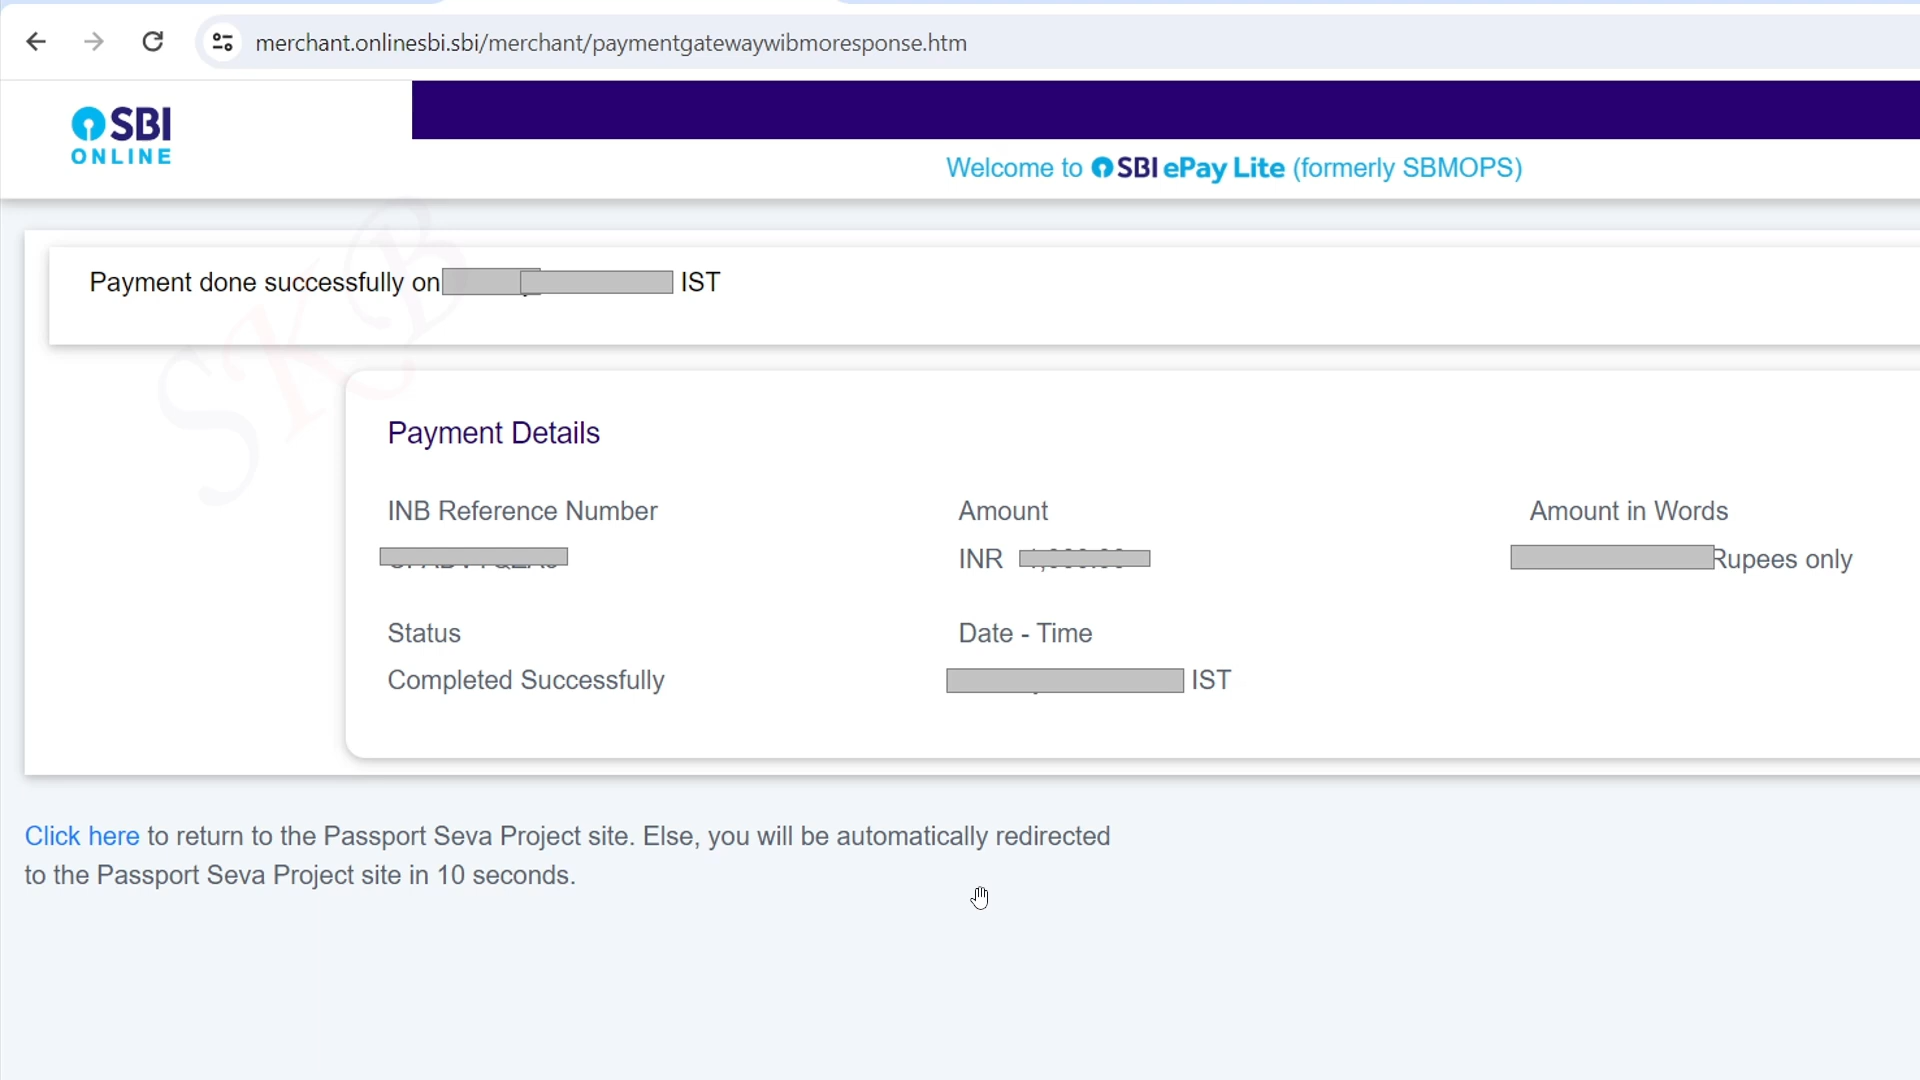 merchant.onlinesbi.sbi/merchant/paymentgatewaywibmoresponse.htm
SBI
ONLINE
Welcome to SBI ePay Lite (formerly SBMOPS)
Payment done successfully on IST
SKB
Payment Details
INB Reference Number Amount Amount in Words
INR Rupees only
Status Date - Time
Completed Successfully IST
Click here to return to the Passport Seva Project site. Else, you will be automatically redirected
to the Passport Seva Project site in 10 seconds.